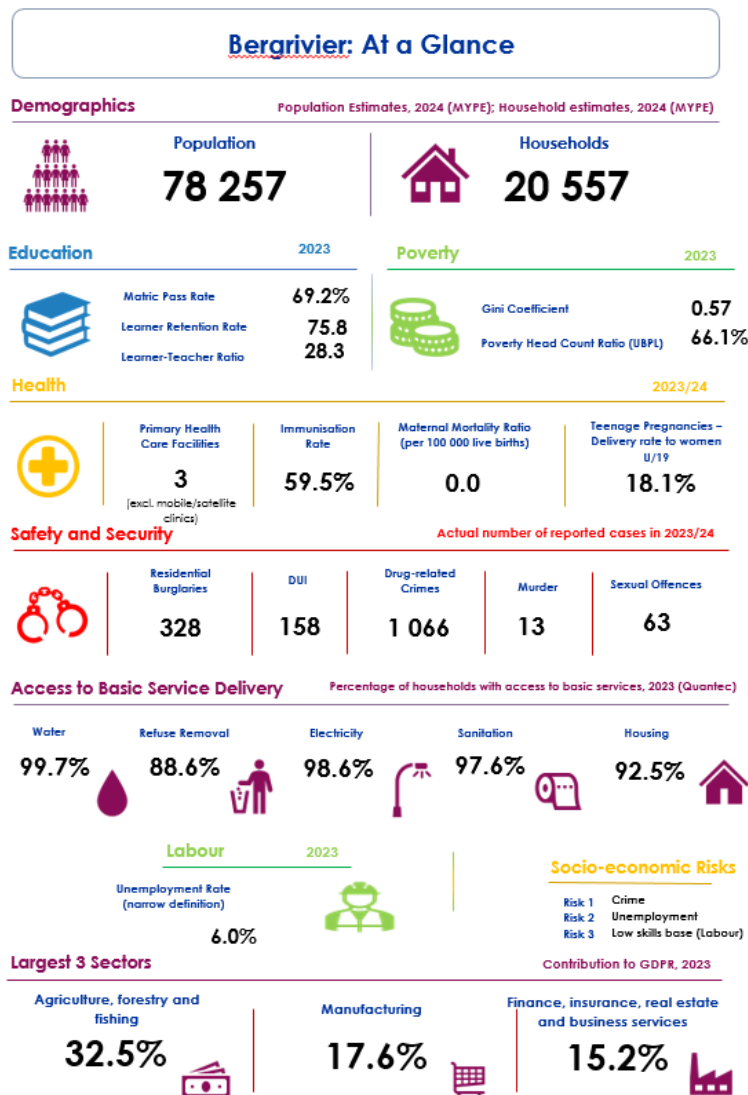 Bergrivier: At a Glance
Demographics
Population Estimates, 2024 (MYPE); Household estimates, 2024 (MYPE)
Population
78 257
Households
20 557
Education
2023
Matric Pass Rate 69.2%
Learner Retention Rate 75.8
Learner-Teacher Ratio 28.3
Poverty
2023
Gini Coefficient 0.57
Poverty Head Count Ratio (UBPL) 66.1%
Health
2023/24
Primary Health
Care Facilities
3
(excl. mobile/satellite
clinics)
Immunisation
Rate
59.5%
Maternal Mortality Ratio
(per 100 000 live births)
0.0
Teenage Pregnancies –
Delivery rate to women
U/19
18.1%
Safety and Security
Actual number of reported cases in 2023/24
Residential
Burglaries
328
DUI
158
Drug-related
Crimes
1 066
Murder
13
Sexual Offences
63
Access to Basic Service Delivery
Percentage of households with access to basic services, 2023 (Quantec)
Water
99.7%
Refuse Removal
88.6%
Electricity
98.6%
Sanitation
97.6%
Housing
92.5%
Labour
2023
Unemployment Rate
(narrow definition)
6.0%
Socio-economic Risks
Risk 1 Crime
Risk 2 Unemployment
Risk 3 Low skills base (Labour)
Largest 3 Sectors
Contribution to GDPR, 2023
Agriculture, forestry and
fishing
32.5%
Manufacturing
17.6%
Finance, insurance, real estate
and business services
15.2%